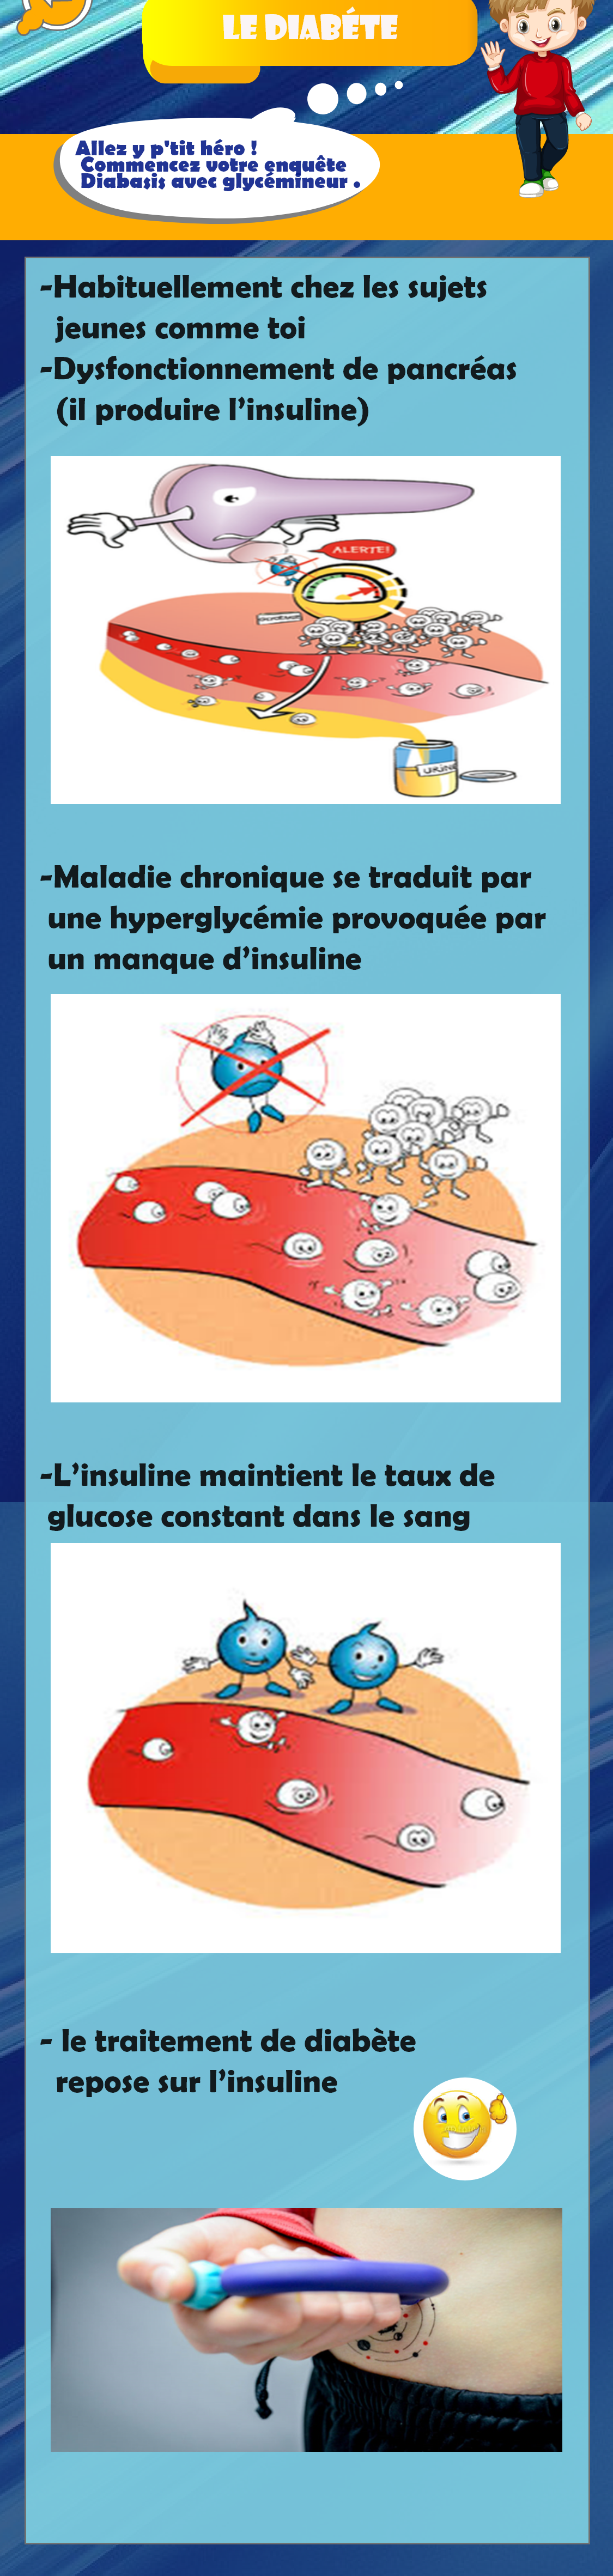 LE DIABÉTE
Allez y p'tit héro !
Commencez votre enquête
Diabasis avec glycémineur .
-Habituellement chez les sujets
jeunes comme toi
-Dysfonctionnement de pancréas
(il produire l'insuline)
ALERTE!
URINE
-Maladie chronique se traduit par
une hyperglycémie provoquée par
un manque d'insuline
-L'insuline maintient le taux de
glucose constant dans le sang
- le traitement de diabète
repose sur l'insuline